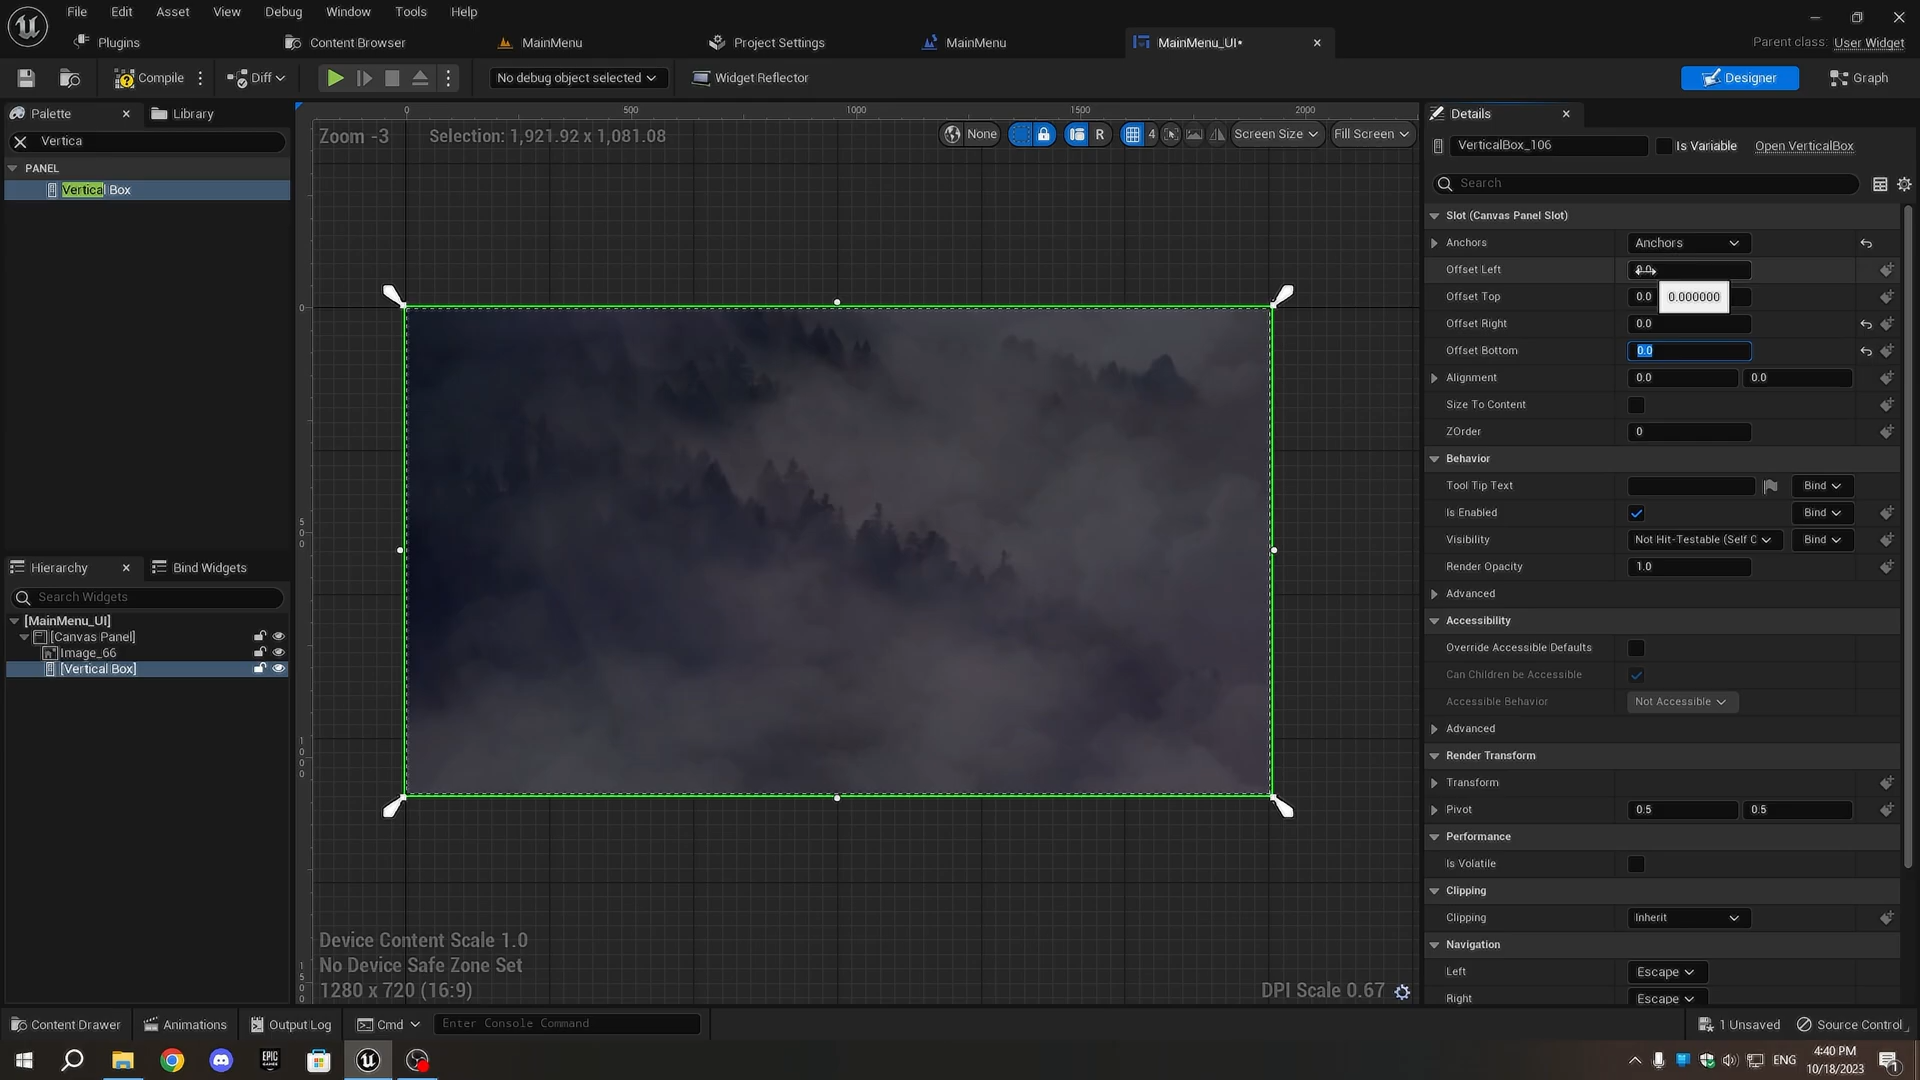 File Edit Asset View Debug Window Tools Help
Plugins Content Browser MainMenu Project Settings MainMenu MainMenu_UI• Parent class: User Widget
Compile Diff No debug object selected Widget Reflector Designer Graph
Palette Library
Vertica
PANEL
Vertical Box
0 500 1000 1500 2000
Zoom -3 Selection: 1,921.92 x 1,081.08 None R 4 Screen Size Fill Screen
0
500
1000
1500
Device Content Scale 1.0
No Device Safe Zone Set
1280 x 720 (16:9) DPI Scale 0.67
Hierarchy Bind Widgets
Search Widgets
[MainMenu_UI]
[Canvas Panel]
Image_66
[Vertical Box]
Details
VerticalBox_106 Is Variable Open VerticalBox
Search
Slot (Canvas Panel Slot)
Anchors Anchors
Offset Left 0.0
Offset Top 0.0 0.000000
Offset Right 0.0
Offset Bottom 0.0
Alignment 0.0 0.0
Size To Content
ZOrder 0
Behavior
Tool Tip Text Bind
Is Enabled Bind
Visibility Not Hit-Testable (Self C Bind
Render Opacity 1.0
Advanced
Accessibility
Override Accessible Defaults
Can Children be Accessible
Accessible Behavior Not Accessible
Advanced
Render Transform
Transform
Pivot 0.5 0.5
Performance
Is Volatile
Clipping
Clipping Inherit
Navigation
Left Escape
Right Escape
Content Drawer Animations Output Log Cmd Enter Console Command 1 Unsaved Source Control
EPIC GAMES ENG 4:40 PM
10/18/2023 1